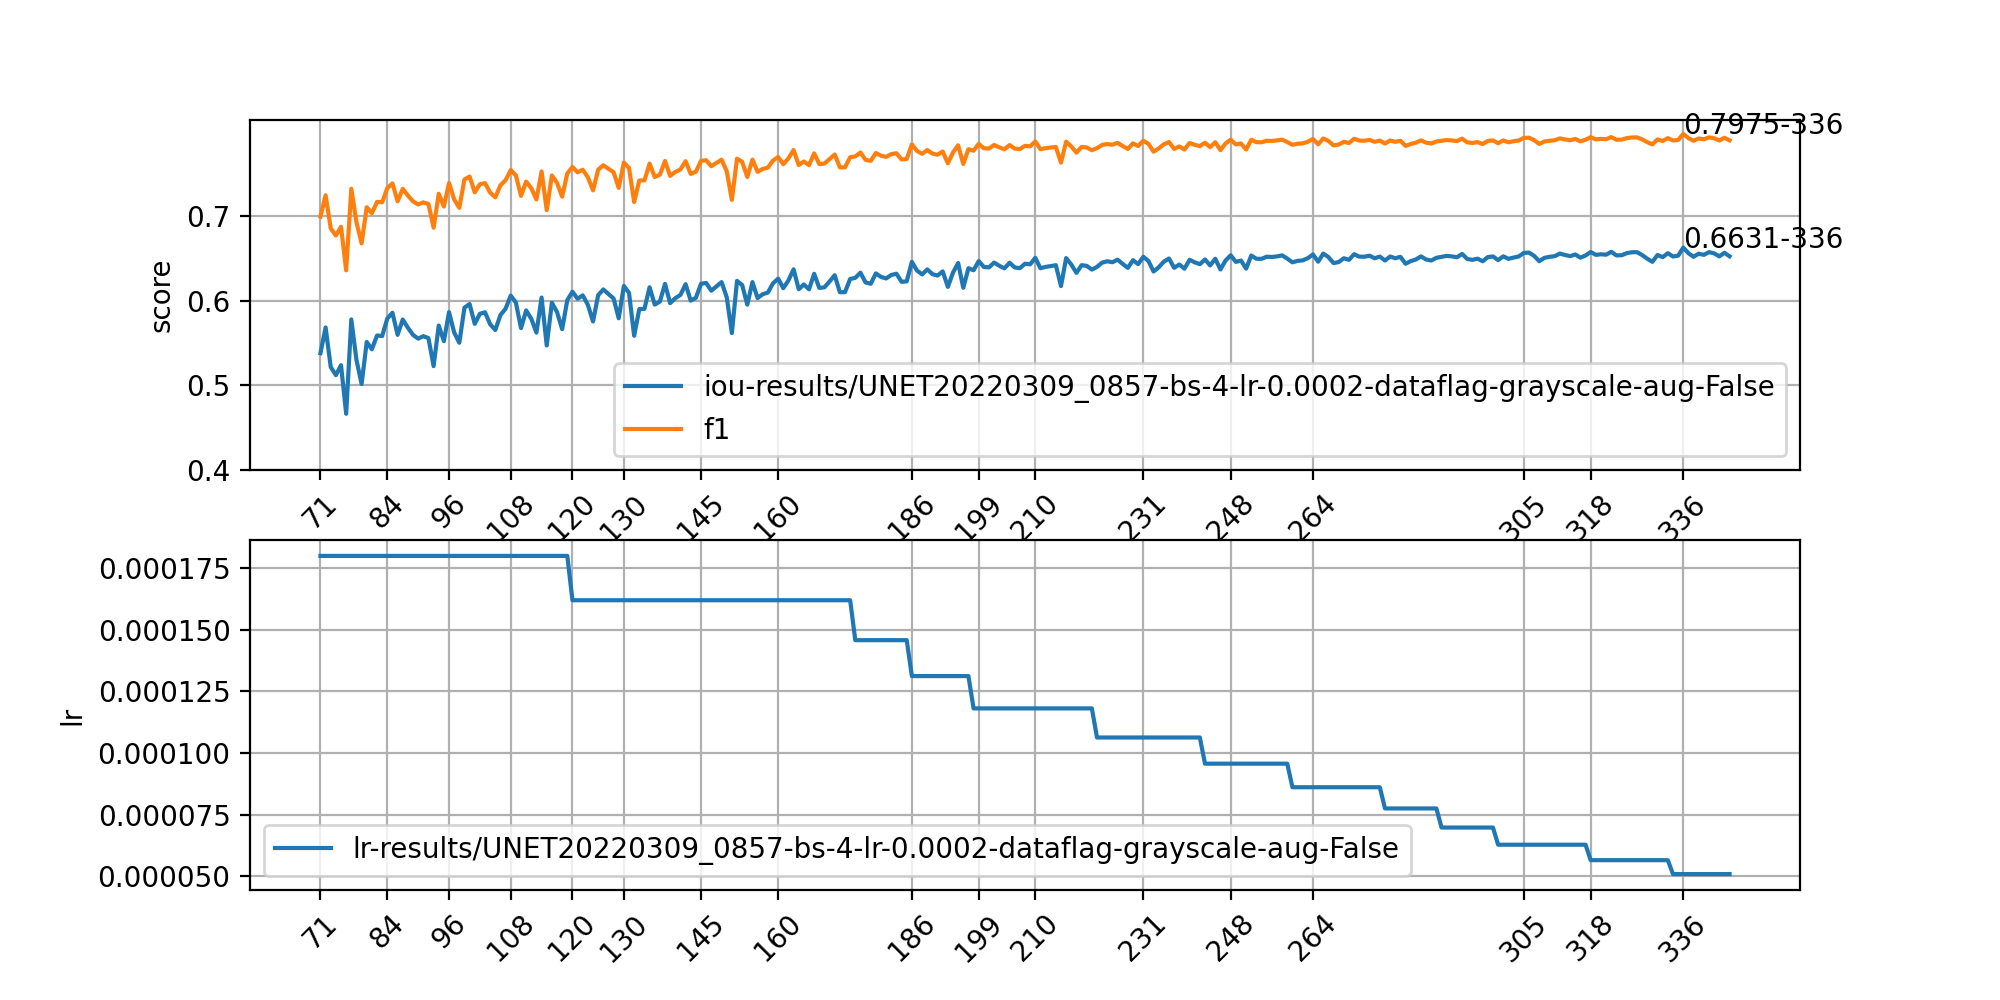 0.7975-336
0.6631-336
score
0.7
0.6
0.5
0.4
iou-results/UNET20220309_0857-bs-4-lr-0.0002-dataflag-grayscale-aug-False
f1
71 84 96 108 120 130 145 160 186 199 210 231 248 264 305 318 336
lr
0.000175
0.000150
0.000125
0.000100
0.000075
0.000050
lr-results/UNET20220309_0857-bs-4-lr-0.0002-dataflag-grayscale-aug-False
71 84 96 108 120 130 145 160 186 199 210 231 248 264 305 318 336